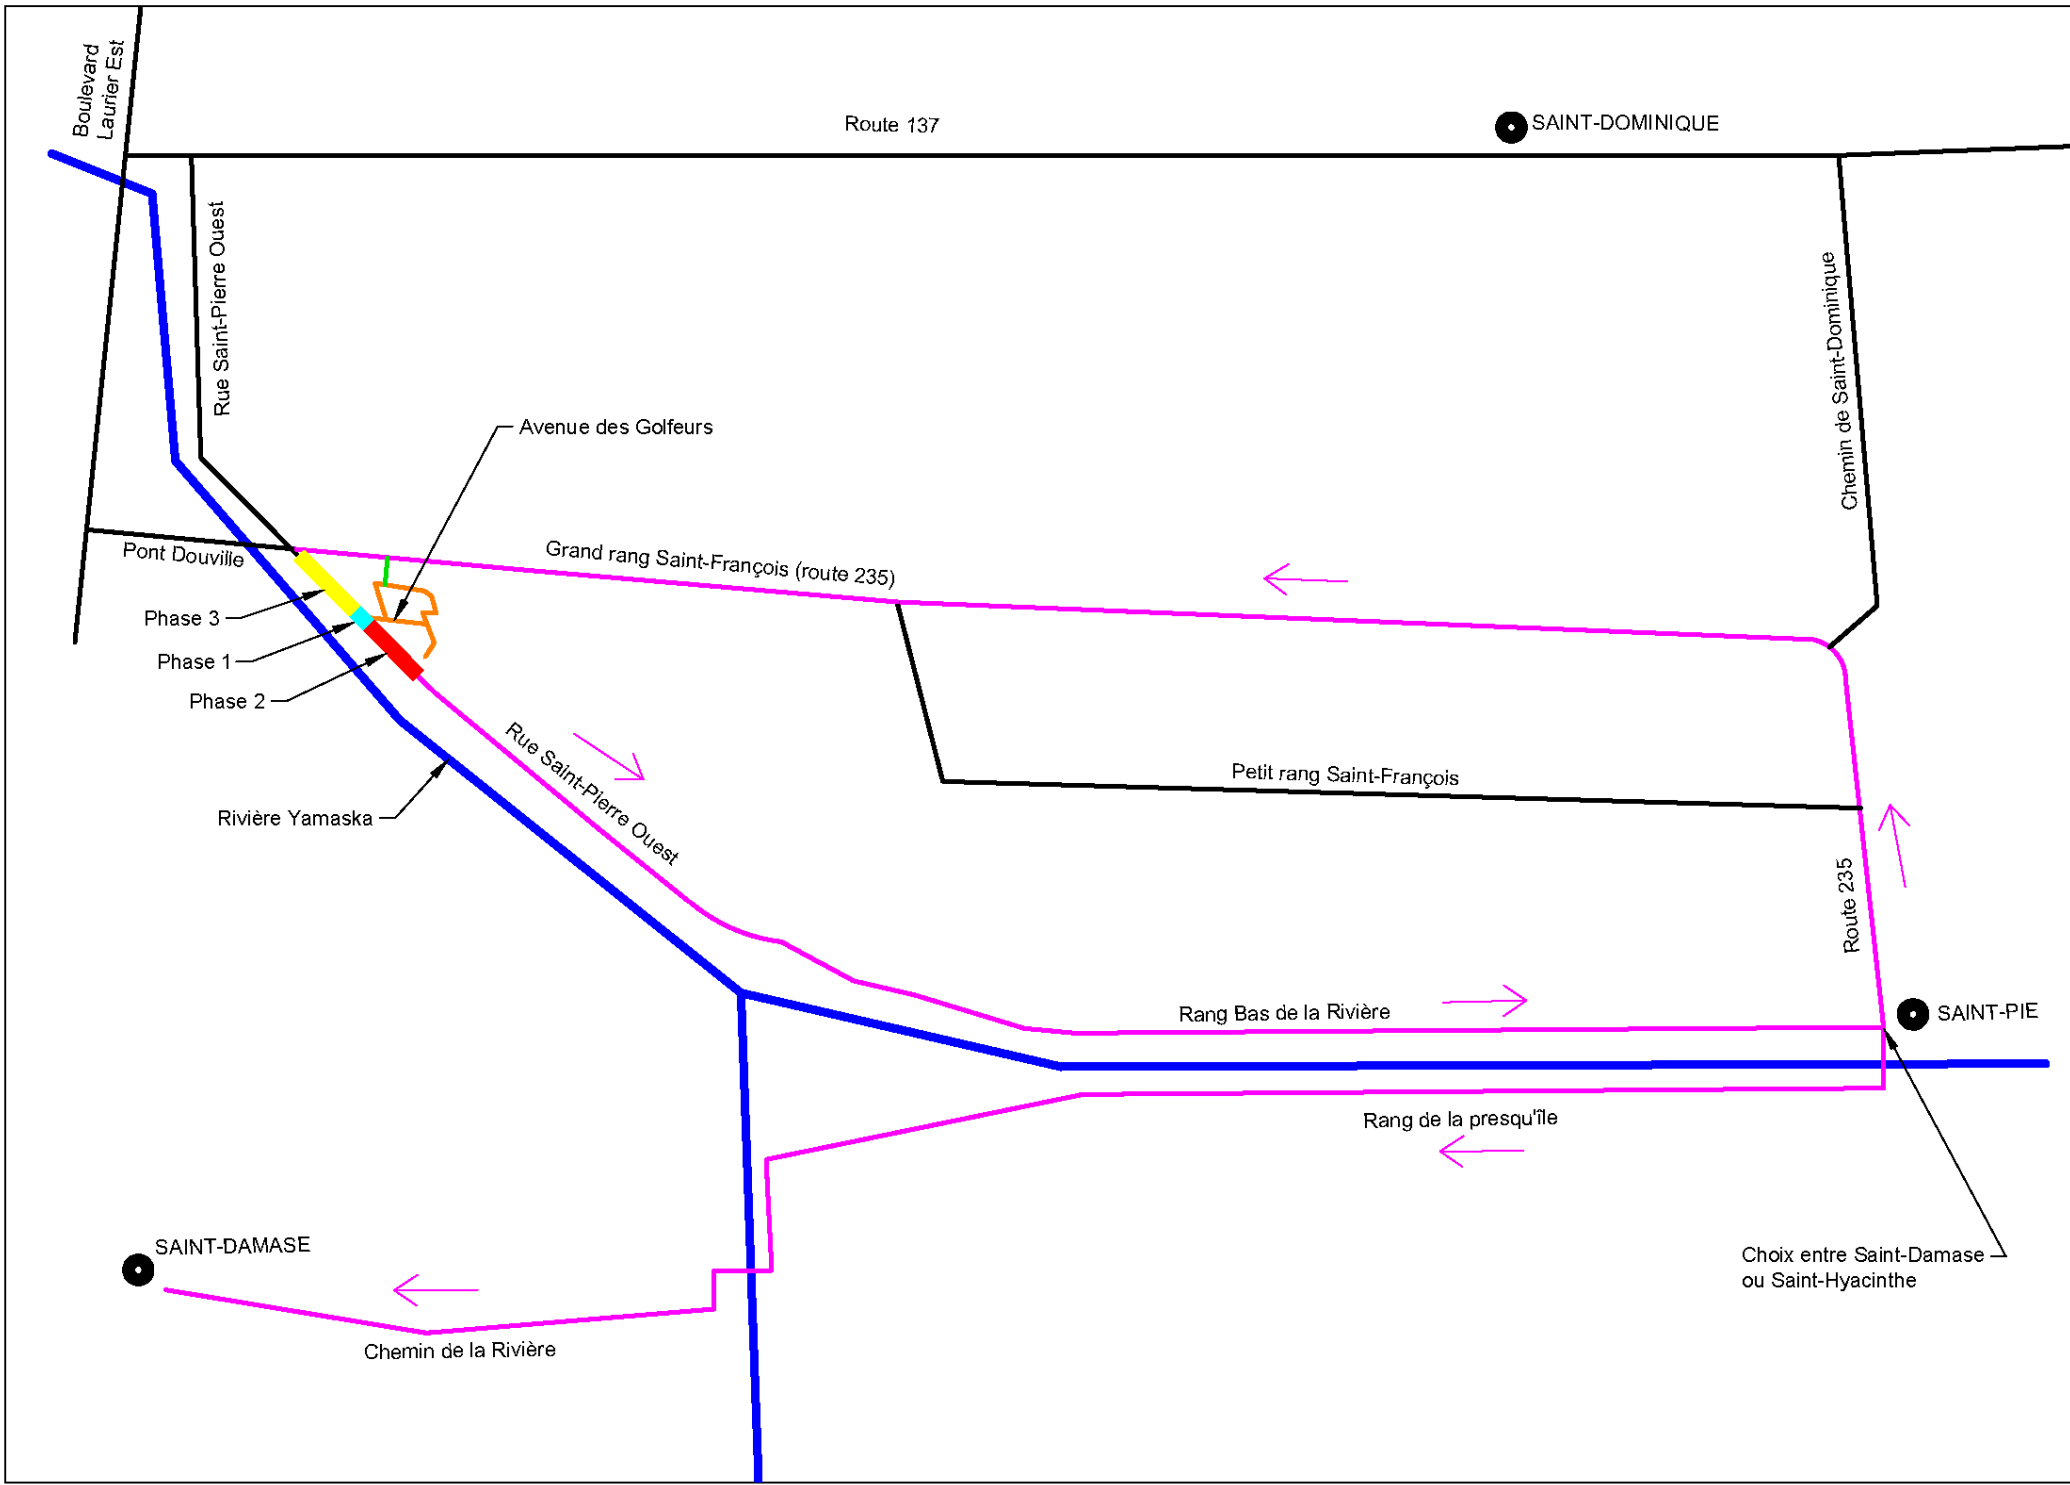 Boulevard
Laurier Est
Route 137
SAINT-DOMINIQUE
Rue Saint-Pierre Ouest
Chemin de Saint-Dominique
Avenue des Golfeurs
Pont Douville
Grand rang Saint-François (route 235)
Phase 3
Phase 1
Phase 2
Rue Saint-Pierre Ouest
Petit rang Saint-François
Rivière Yamaska
Route 235
Rang Bas de la Rivière
SAINT-PIE
Rang de la presqu'île
SAINT-DAMASE
Choix entre Saint-Damase
ou Saint-Hyacinthe
Chemin de la Rivière